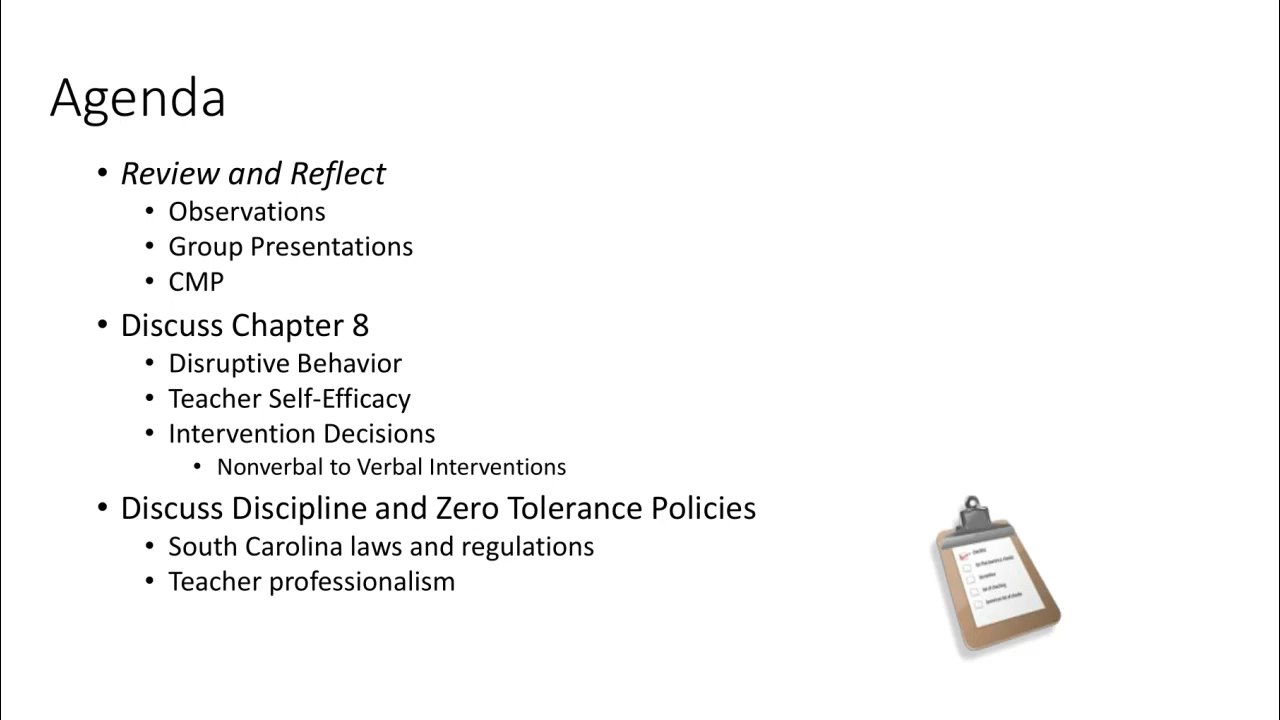 Agenda
• Review and Reflect
• Observations
• Group Presentations
• CMP
• Discuss Chapter 8
• Disruptive Behavior
• Teacher Self-Efficacy
• Intervention Decisions
• Nonverbal to Verbal Interventions
• Discuss Discipline and Zero Tolerance Policies
• South Carolina laws and regulations
• Teacher professionalism